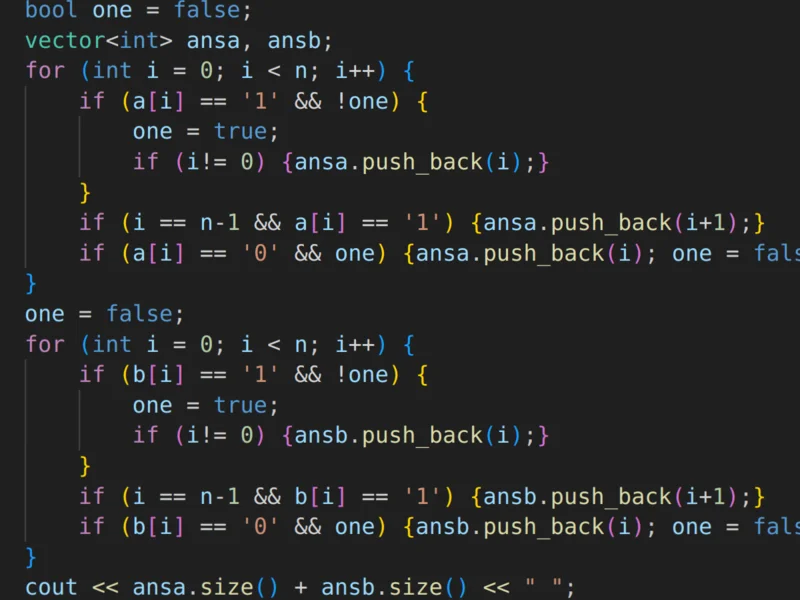 bool one = false;
vector<int> ansa, ansb;
for (int i = 0; i < n; i++) {
    if (a[i] == '1' && !one) {
        one = true;
        if (i!= 0) {ansa.push_back(i);}
    }
    if (i == n-1 && a[i] == '1') {ansa.push_back(i+1);}
    if (a[i] == '0' && one) {ansa.push_back(i); one = fals
}
one = false;
for (int i = 0; i < n; i++) {
    if (b[i] == '1' && !one) {
        one = true;
        if (i!= 0) {ansb.push_back(i);}
    }
    if (i == n-1 && b[i] == '1') {ansb.push_back(i+1);}
    if (b[i] == '0' && one) {ansb.push_back(i); one = fals
}
cout << ansa.size() + ansb.size() << " ";